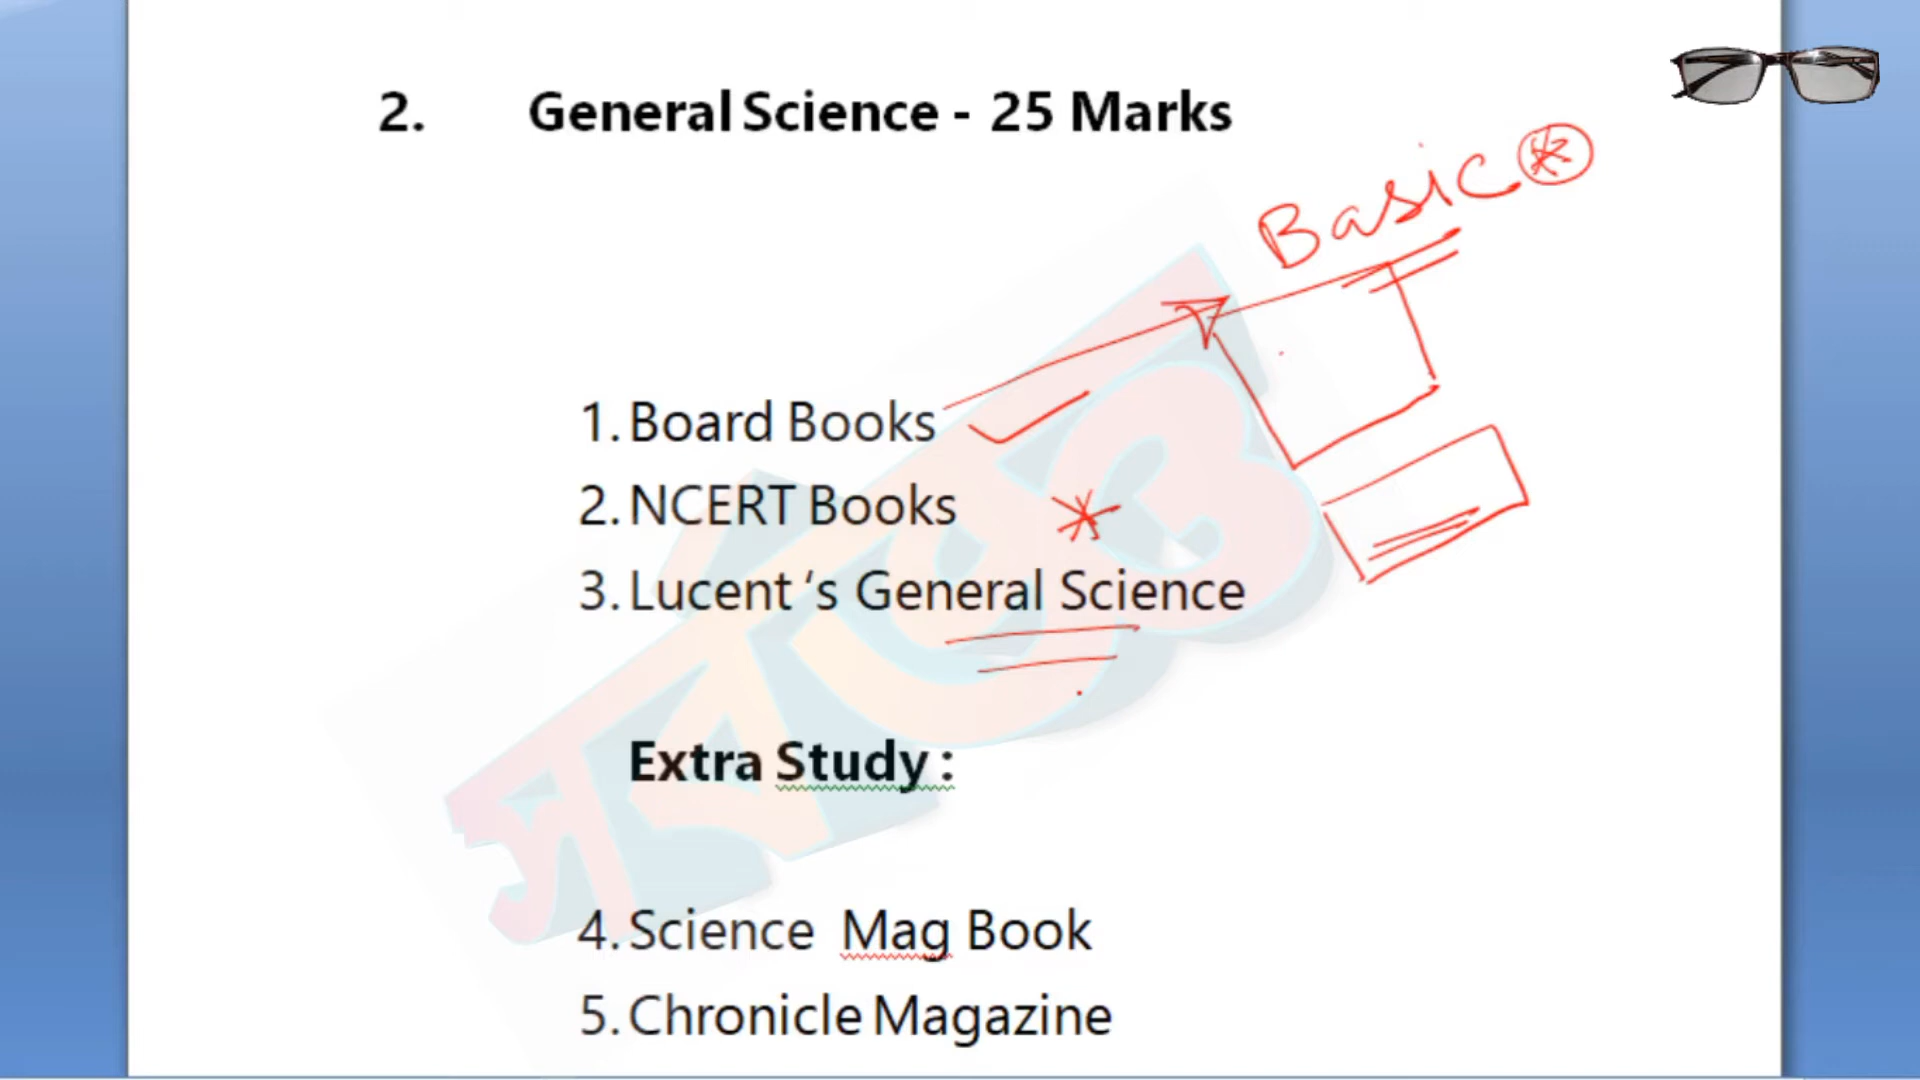 2. General Science - 25 Marks
Basic
1. Board Books
2. NCERT Books
3. Lucent 's General Science
Extra Study :
4. Science Mag Book
5. Chronicle Magazine